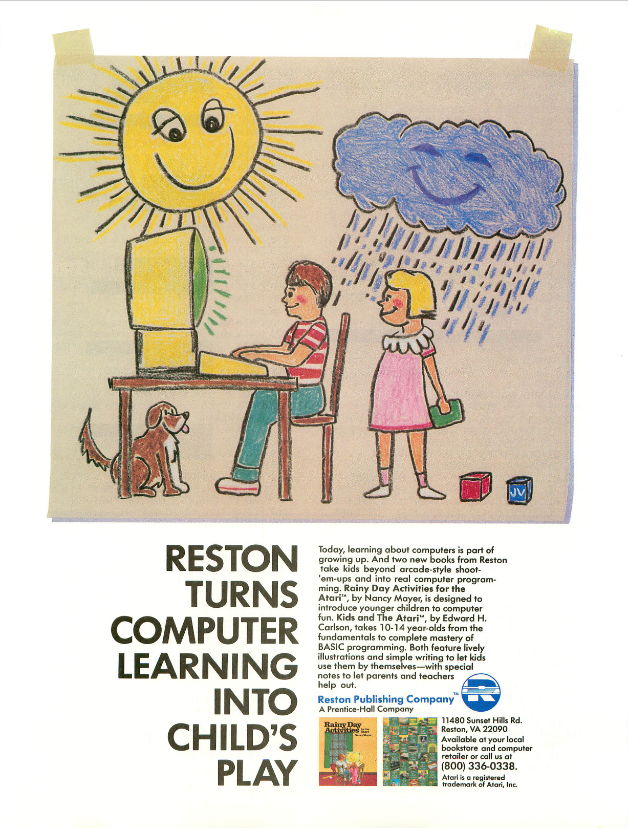 JV
RESTON
TURNS
COMPUTER
LEARNING
INTO
CHILD'S
PLAY
Today, learning about computers is part of
growing up. And two new books from Reston
take kids beyond arcade-style shoot-
'em-ups and into real computer program-
ming. Rainy Day Activities for the
Atari™, by Nancy Mayer, is designed to
introduce younger children to computer
fun. Kids and The Atari™, by Edward H.
Carlson, takes 10-14 year-olds from the
fundamentals to complete mastery of
BASIC programming. Both feature lively
illustrations and simple writing to let kids
use them by themselves—with special
notes to let parents and teachers
help out.
Reston Publishing Company™
A Prentice-Hall Company
R
Rainy Day
Activities
11480 Sunset Hills Rd.
Reston, VA 22090
Available at your local
bookstore and computer
retailer or call us at
(800) 336-0338.
Atari is a registered
trademark of Atari, Inc.